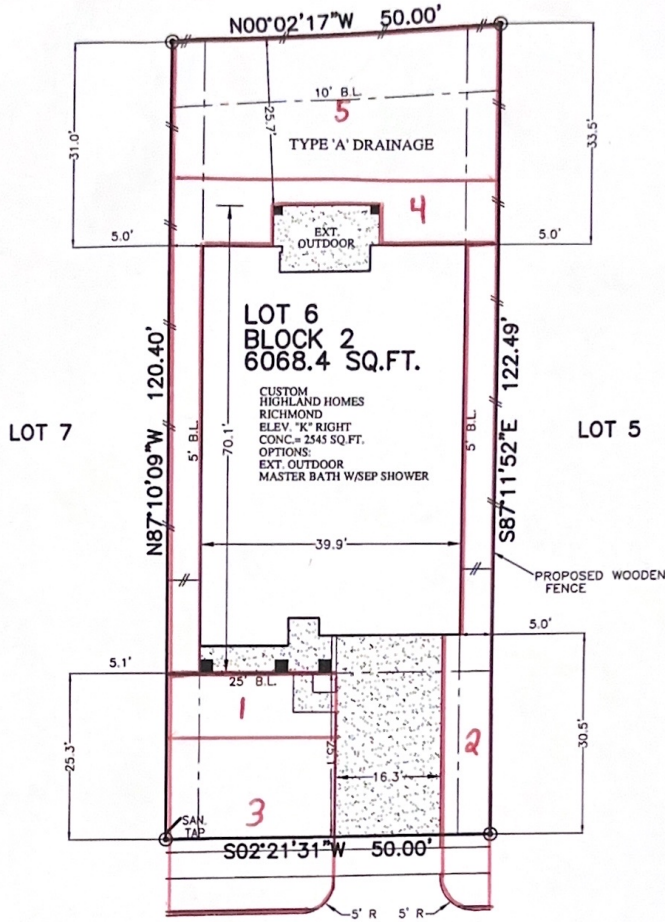 N00°02'17"W 50.00'
10' B.L.
5
25.7'
TYPE 'A' DRAINAGE
31.0'
33.5'
4
5.0'
EXT.
OUTDOOR
5.0'
LOT 6
BLOCK 2
6068.4 SQ.FT.
CUSTOM
HIGHLAND HOMES
RICHMOND
ELEV. "K" RIGHT
CONC.= 2545 SQ.FT.
OPTIONS:
EXT. OUTDOOR
MASTER BATH W/SEP SHOWER
N87°10'09"W 120.40'
S87°11'52"E 122.49'
LOT 7
LOT 5
5' B.L.
70.1'
5' B.L.
39.9'
PROPOSED WOODEN
FENCE
5.0'
5.1'
25' B.L.
1
2
25.3'
25.1'
16.3'
30.5'
3
SAN.
TAP
S02°21'31"W 50.00'
5' R 5' R